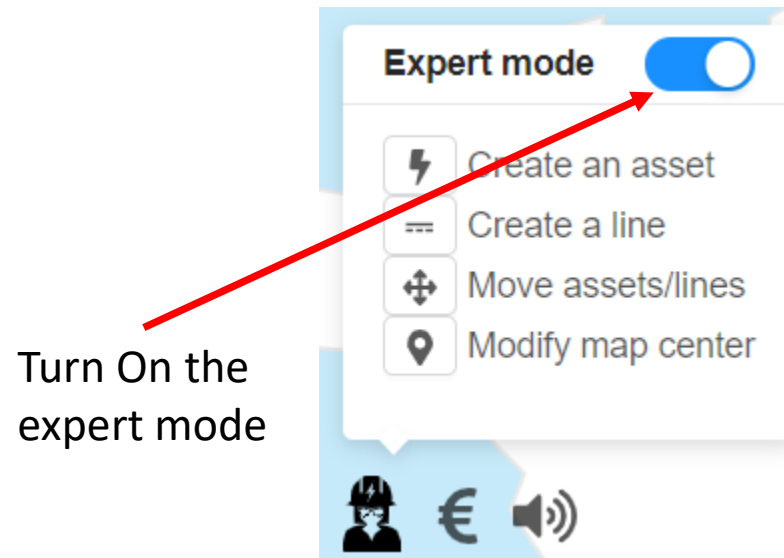 Expert mode
Create an asset
Create a line
Move assets/lines
Modify map center
Turn On the
expert mode
€